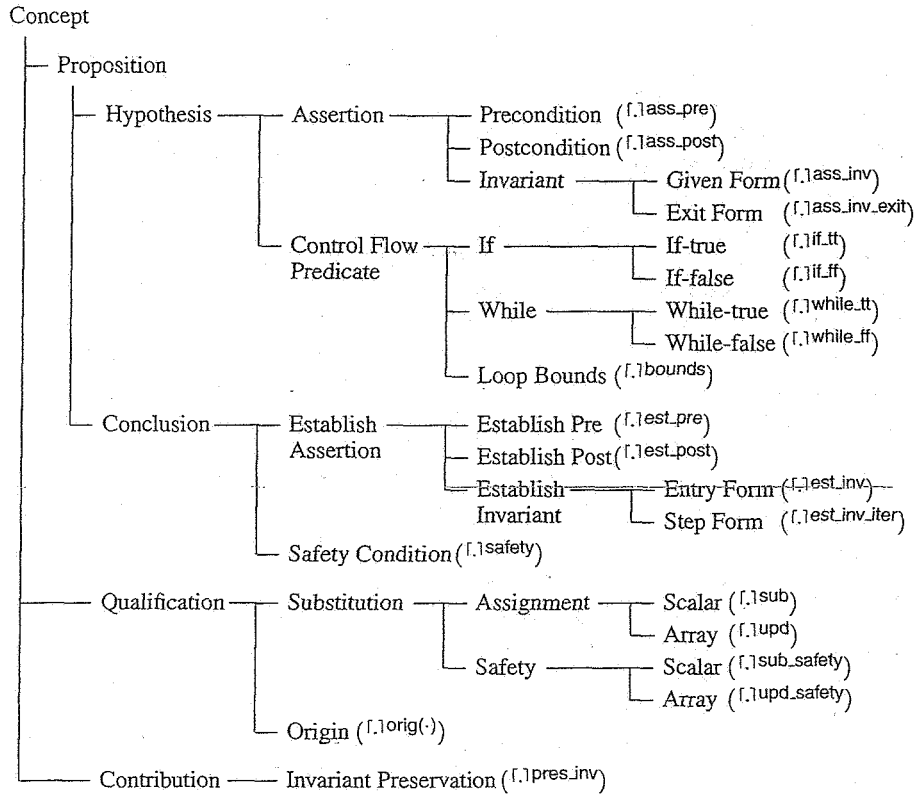 Concept
Proposition
Hypothesis Assertion Precondition (⌈.⌉ass_pre)
Postcondition (⌈.⌉ass_post)
Invariant Given Form (⌈.⌉ass_inv)
Exit Form (⌈.⌉ass_inv_exit)
Control Flow If If-true (⌈.⌉if_tt)
Predicate If-false (⌈.⌉if_ff)
While While-true (⌈.⌉while_tt)
While-false (⌈.⌉while_ff)
Loop Bounds (⌈.⌉bounds)
Conclusion Establish Establish Pre (⌈.⌉est_pre)
Assertion Establish Post (⌈.⌉est_post)
Establish Entry Form (⌈.⌉est_inv)
Invariant Step Form (⌈.⌉est_inv_iter)
Safety Condition (⌈.⌉safety)
Qualification Substitution Assignment Scalar (⌈.⌉sub)
Array (⌈.⌉upd)
Safety Scalar (⌈.⌉sub_safety)
Array (⌈.⌉upd_safety)
Origin (⌈.⌉orig(·))
Contribution Invariant Preservation (⌈.⌉pres_inv)